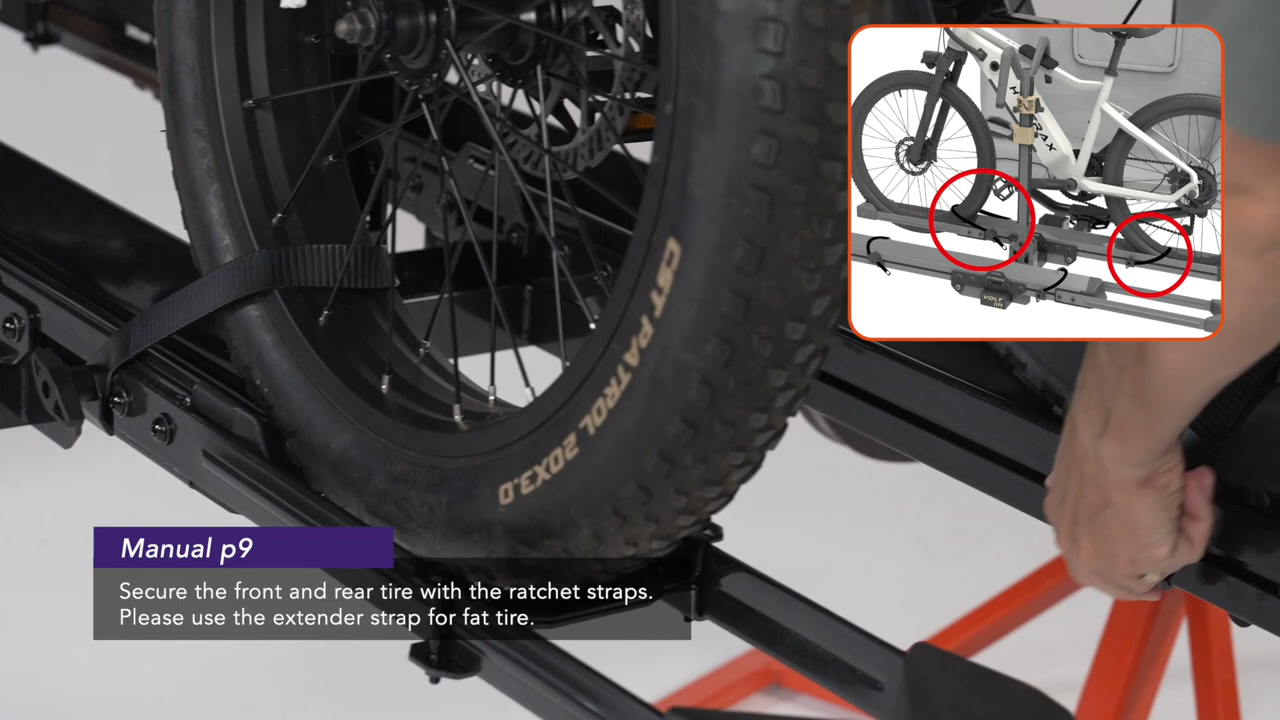 CST PATROL 20X3.0
VOLT
lift
Manual p9
Secure the front and rear tire with the ratchet straps.
Please use the extender strap for fat tire.